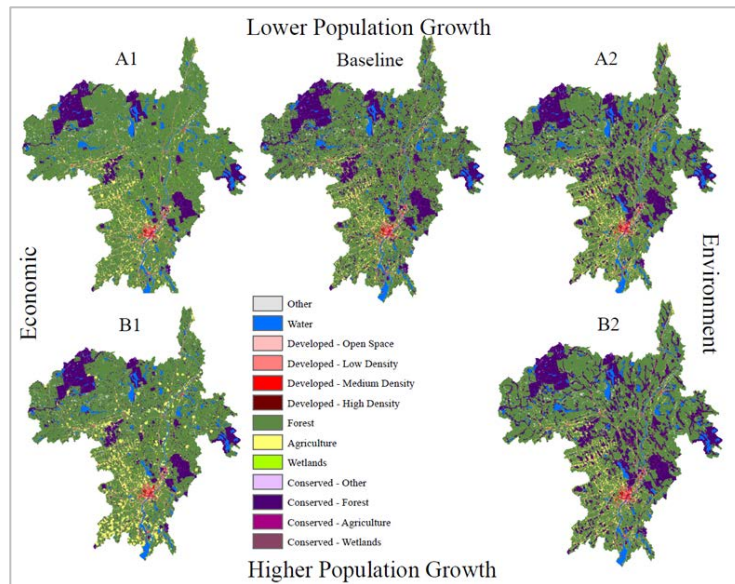 Lower Population Growth
A1
Baseline
A2
Economic
Environment
B1
B2
Other
Water
Developed - Open Space
Developed - Low Density
Developed - Medium Density
Developed - High Density
Forest
Agriculture
Wetlands
Conserved - Other
Conserved - Forest
Conserved - Agriculture
Conserved - Wetlands
Higher Population Growth